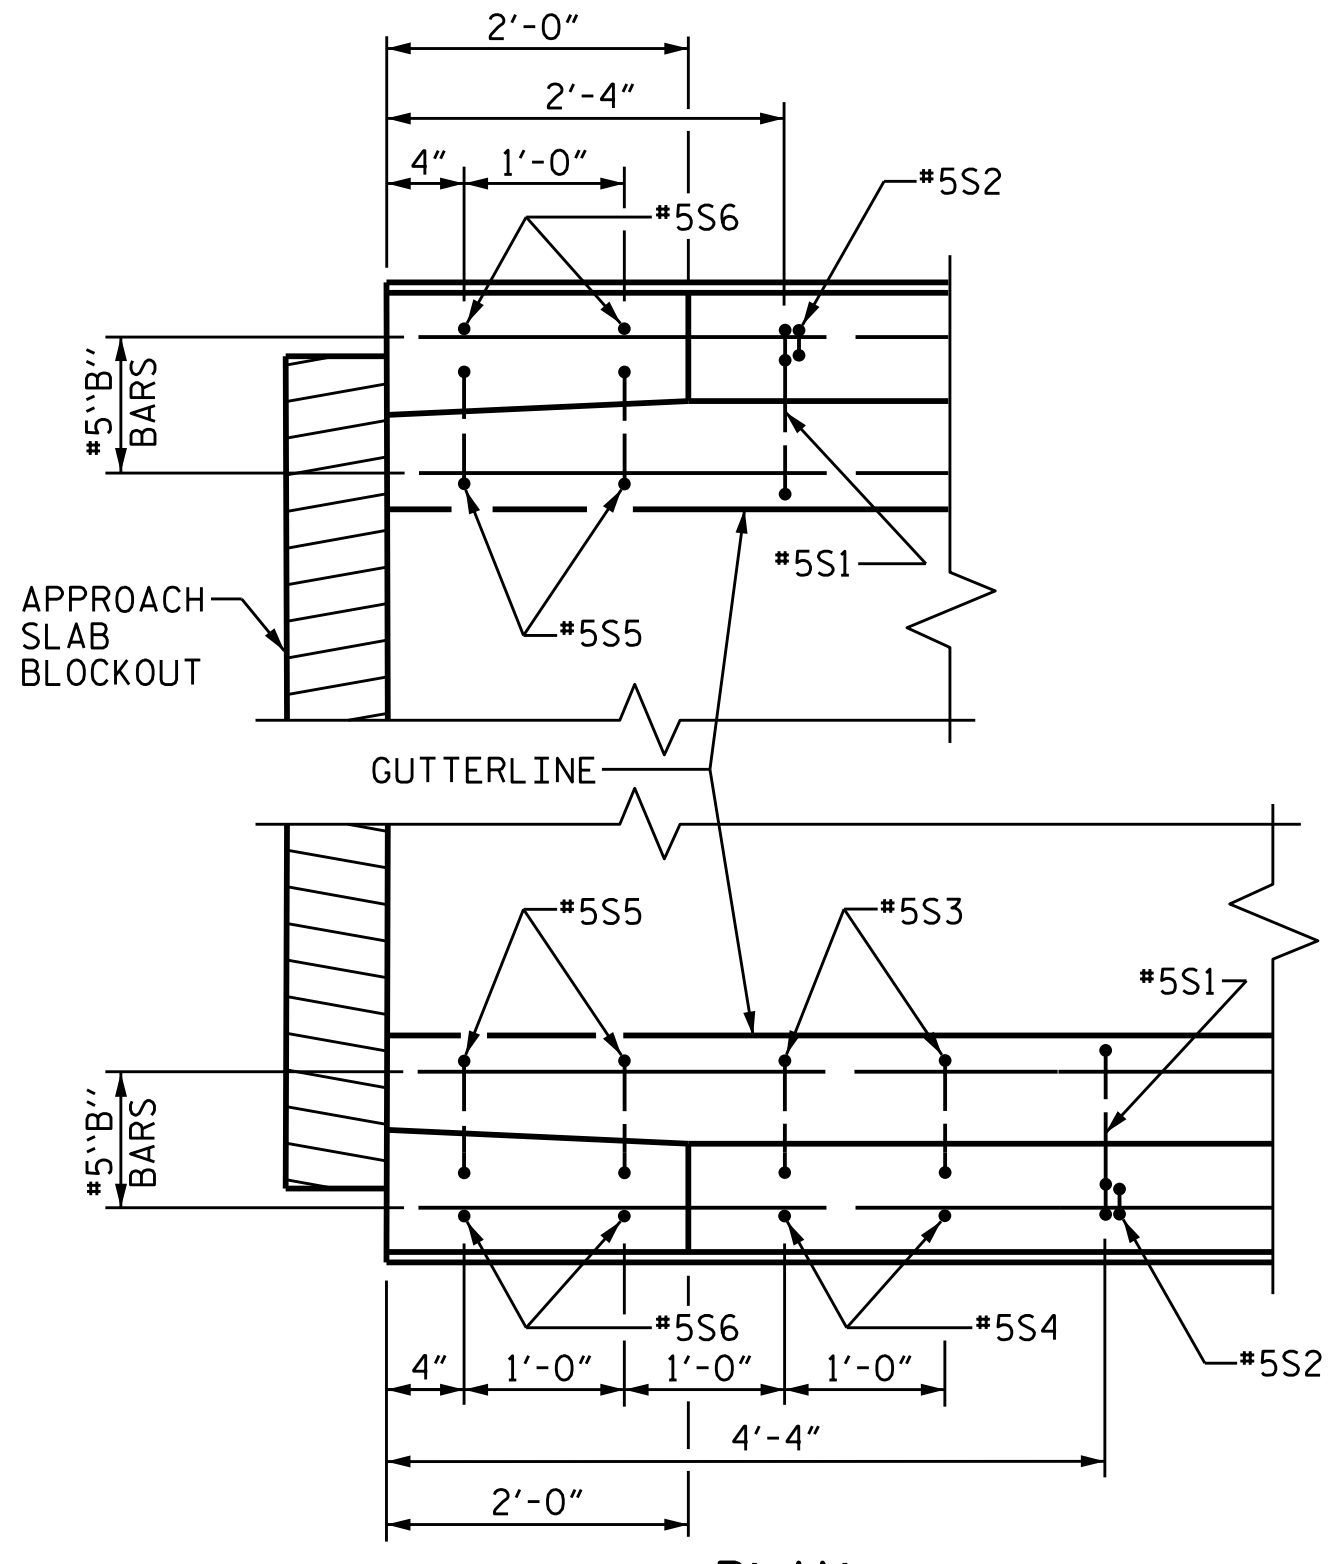 2'-0"
2'-4"
4" 1'-0"
#5S2
#5S6
#5``B'' BARS
#5S1
APPROACH
SLAB
BLOCKOUT
#5S5
GUTTERLINE
#5S5 #5S3
#5S1
#5``B'' BARS
#5S6 #5S4
#5S2
4" 1'-0" 1'-0" 1'-0"
4'-4"
2'-0"